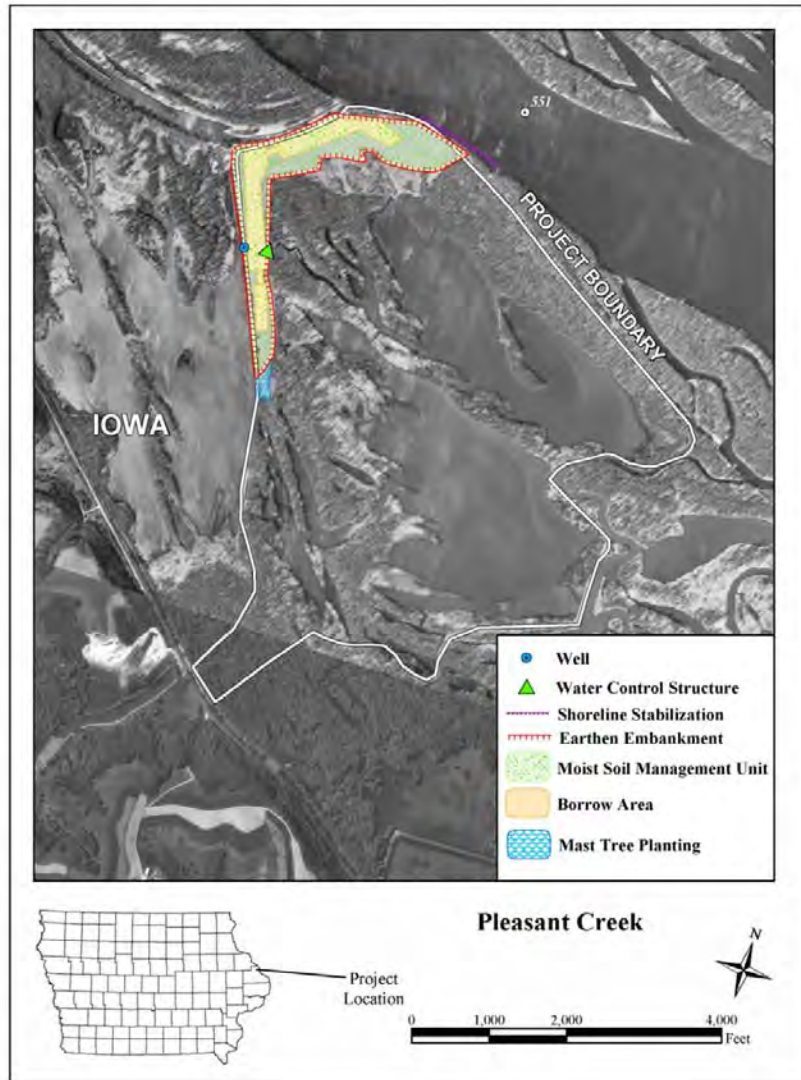 551
PROJECT BOUNDARY
IOWA
Well
Water Control Structure
Shoreline Stabilization
Earthen Embankment
Moist Soil Management Unit
Borrow Area
Mast Tree Planting
Pleasant Creek
N
Project
Location
0 1,000 2,000 4,000
Feet